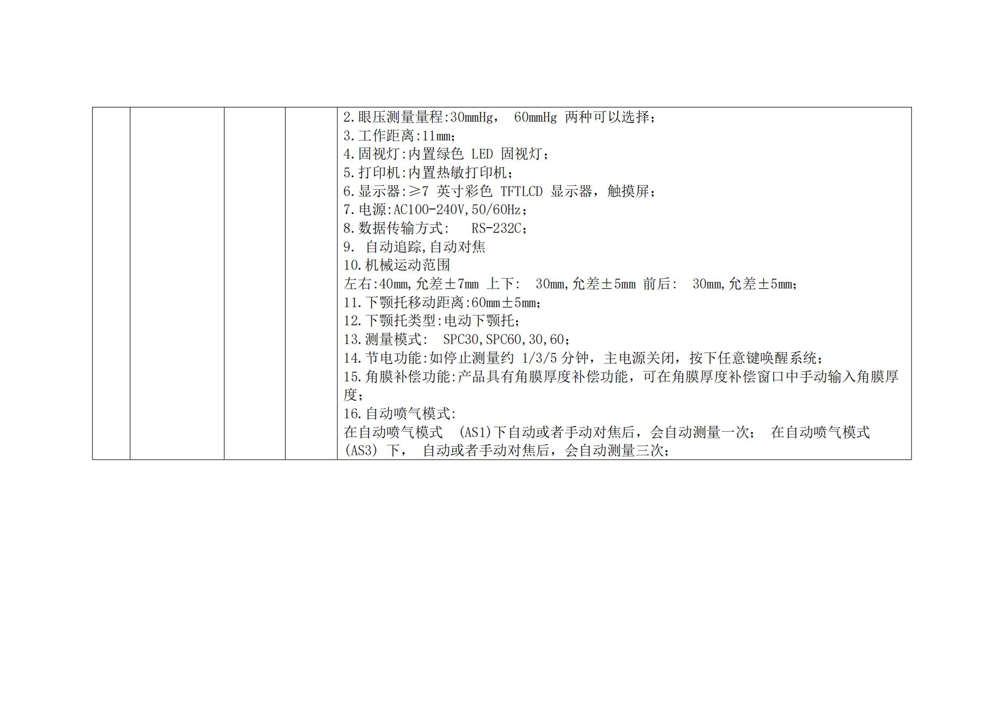 2.眼压测量量程:30mmHg, 60mmHg 两种可以选择;
3.工作距离:11mm;
4.固视灯:内置绿色 LED 固视灯;
5.打印机:内置热敏打印机;
6.显示器:≥7 英寸彩色 TFTLCD 显示器，触摸屏;
7.电源:AC100-240V,50/60Hz;
8.数据传输方式: RS-232C;
9. 自动追踪,自动对焦
10.机械运动范围
左右:40mm,允差±7mm 上下: 30mm,允差±5mm 前后: 30mm,允差±5mm;
11.下颚托移动距离:60mm±5mm;
12.下颚托类型:电动下颚托;
13.测量模式: SPC30,SPC60,30,60;
14.节电功能:如停止测量约 1/3/5 分钟，主电源关闭，按下任意键唤醒系统;
15.角膜补偿功能:产品具有角膜厚度补偿功能，可在角膜厚度补偿窗口中手动输入角膜厚
度;
16.自动喷气模式:
在自动喷气模式 (AS1)下自动或者手动对焦后，会自动测量一次; 在自动喷气模式
(AS3) 下， 自动或者手动对焦后，会自动测量三次;